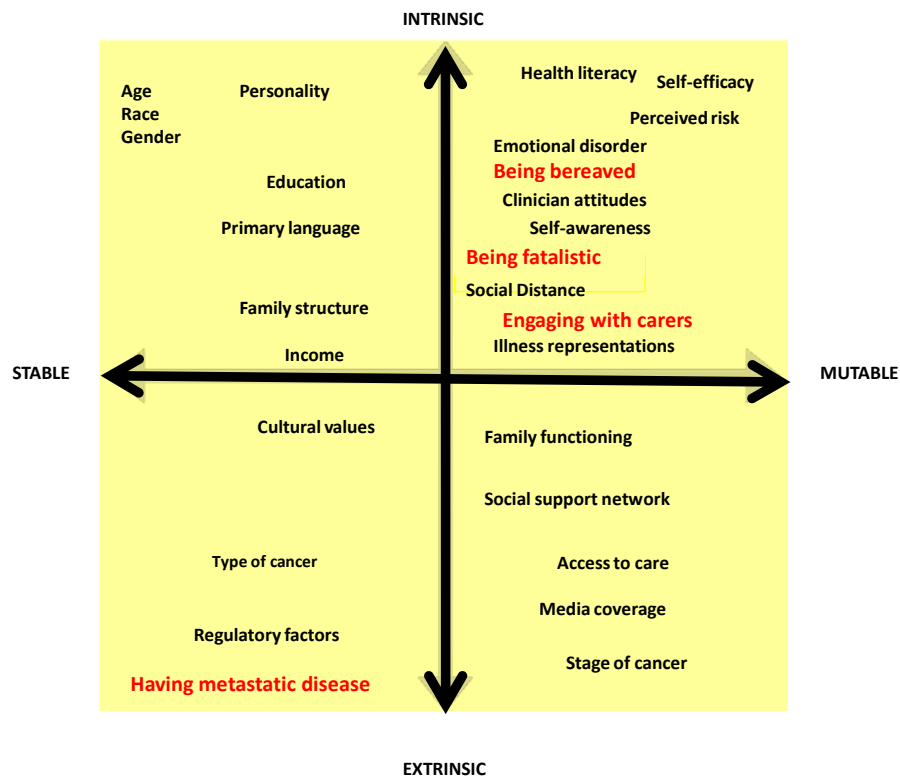 INTRINSIC
Health literacy
Self-efficacy
Age
Personality
Race
Perceived risk
Gender
Emotional disorder
Being bereaved
Education
Clinician attitudes
Primary language
Self-awareness
Being fatalistic
Social Distance
Family structure
Engaging with carers
Income
Illness representations
STABLE
MUTABLE
Cultural values
Family functioning
Social support network
Type of cancer
Access to care
Media coverage
Regulatory factors
Stage of cancer
Having metastatic disease
EXTRINSIC